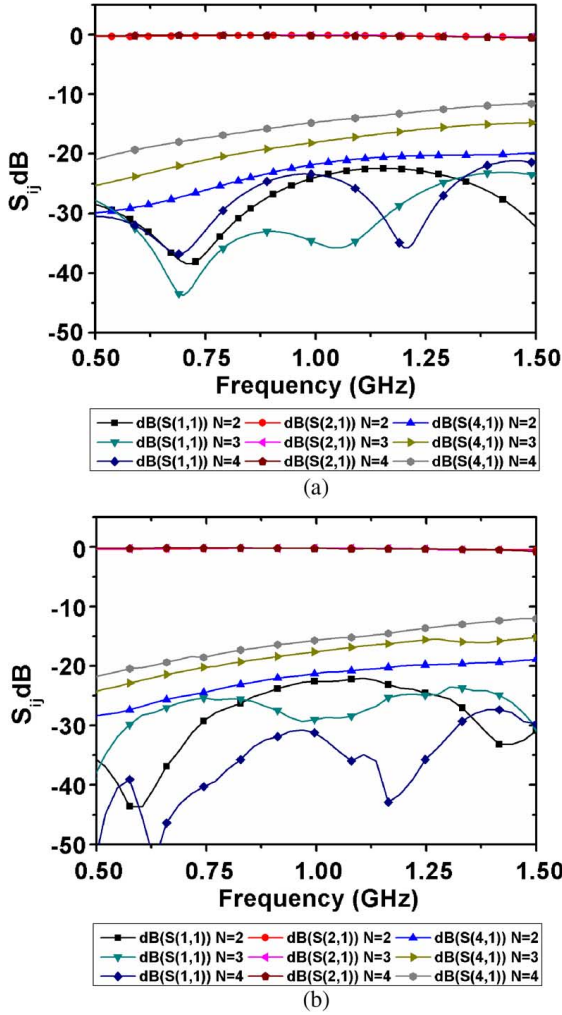 (a)
0
-10
-20
-30
-40
-50
S_ij dB
0.50 0.75 1.00 1.25 1.50
Frequency (GHz)
dB(S(1,1)) N=2 dB(S(2,1)) N=2 dB(S(4,1)) N=2
dB(S(1,1)) N=3 dB(S(2,1)) N=3 dB(S(4,1)) N=3
dB(S(1,1)) N=4 dB(S(2,1)) N=4 dB(S(4,1)) N=4
(a)
0
-10
-20
-30
-40
-50
S_ij dB
0.50 0.75 1.00 1.25 1.50
Frequency (GHz)
dB(S(1,1)) N=2 dB(S(2,1)) N=2 dB(S(4,1)) N=2
dB(S(1,1)) N=3 dB(S(2,1)) N=3 dB(S(4,1)) N=3
dB(S(1,1)) N=4 dB(S(2,1)) N=4 dB(S(4,1)) N=4
(b)